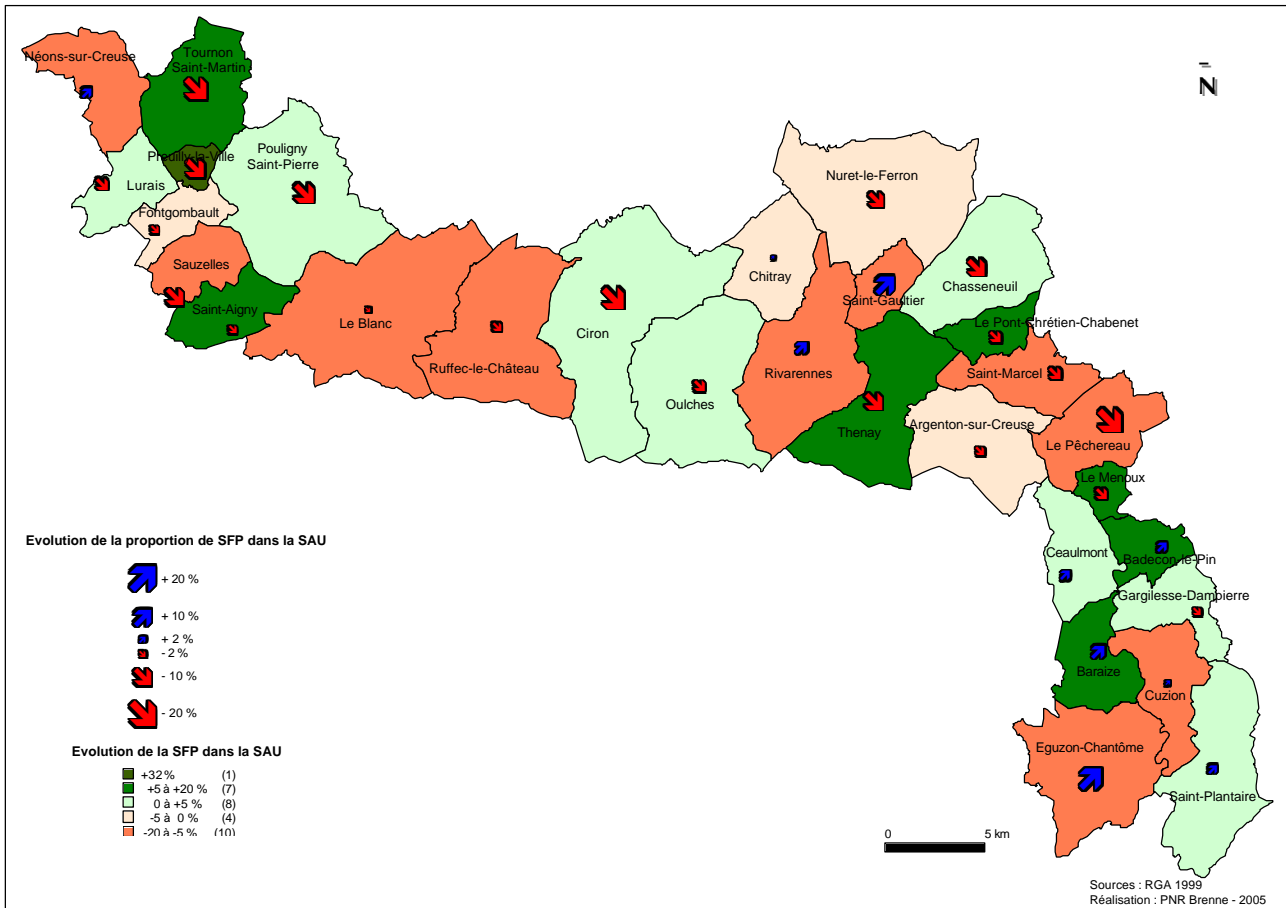 Néons-sur-Creuse
Tournon
Saint-Martin
N
Preuilly-la-Ville
Pouligny
Saint-Pierre
Lurais
Fontgombault
Sauzelles
Saint-Aigny
Le Blanc
Ruffec-le-Château
Ciron
Oulches
Chitray
Nuret-le-Ferron
Saint-Gaultier
Chasseneuil
Le Pont-Chrétien-Chabenet
Rivarennes
Saint-Marcel
Thenay
Argenton-sur-Creuse
Le Pêchereau
Le Menoux
Ceaulmont
Badecon-le-Pin
Gargilesse-Dampierre
Baraize
Cuzion
Eguzon-Chantôme
Saint-Plantaire
Evolution de la proportion de SFP dans la SAU
+ 20 %
+ 10 %
+ 2 %
- 2 %
- 10 %
- 20 %
Evolution de la SFP dans la SAU
+32 % (1)
+5 à +20 % (7)
0 à +5 % (8)
-5 à 0 % (4)
-20 à -5 % (10)
0 5 km
Sources : RGA 1999
Réalisation : PNR Brenne - 2005